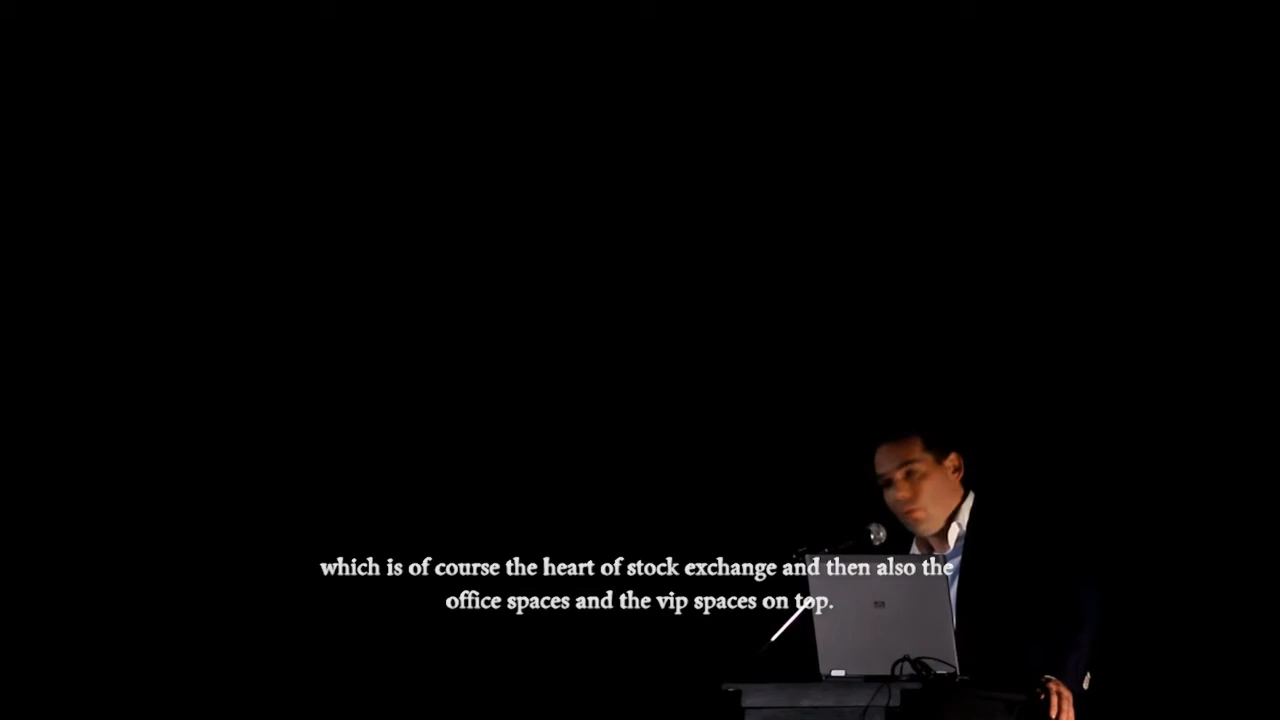 which is of course the heart of stock exchange and then also the
office spaces and the vip spaces on top.